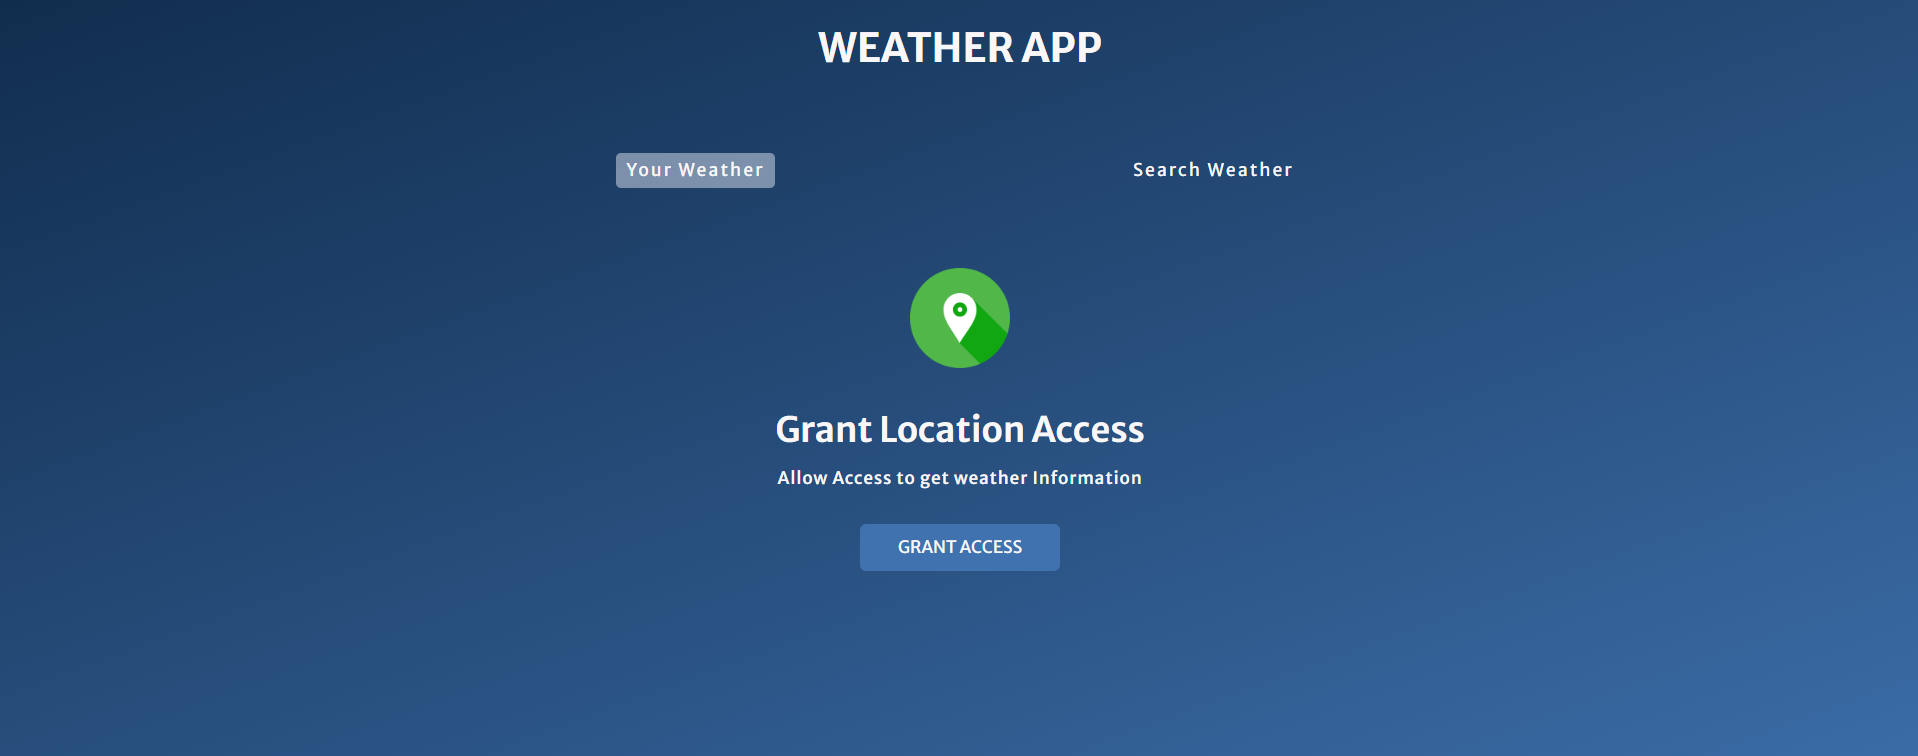 WEATHER APP
Your Weather
Search Weather
Grant Location Access
Allow Access to get weather Information
GRANT ACCESS